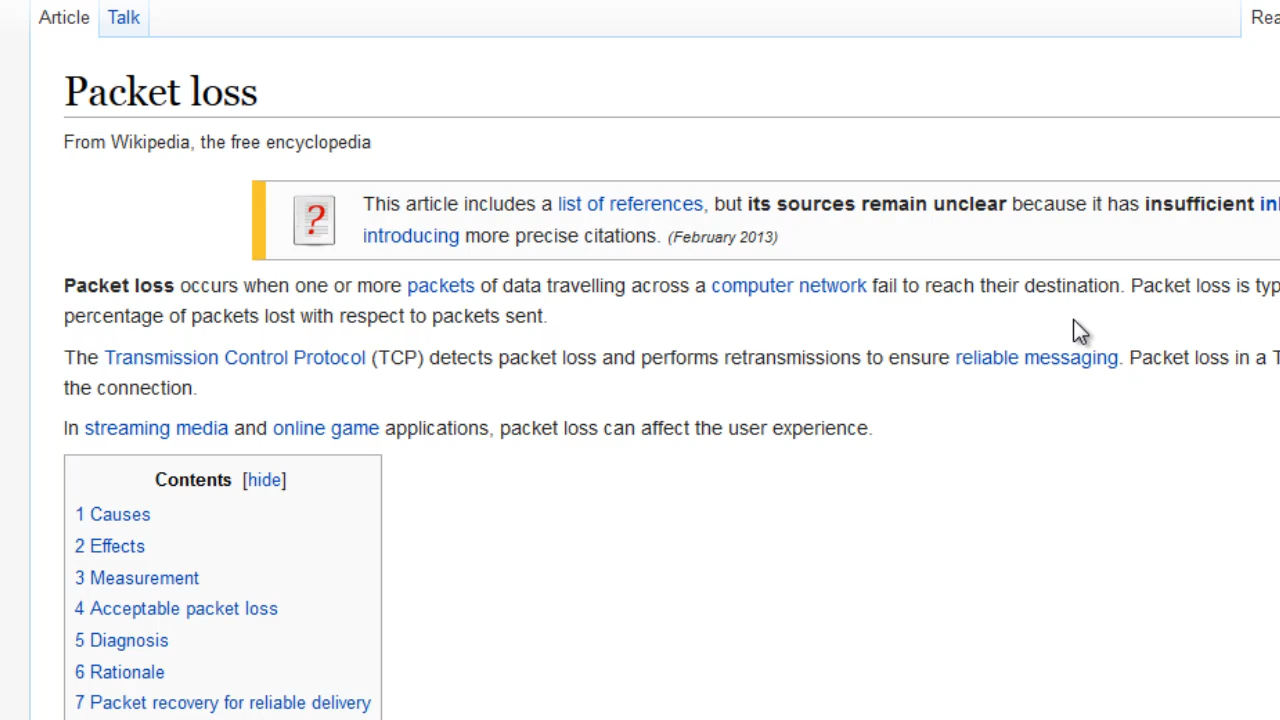 Article Talk
Packet loss
From Wikipedia, the free encyclopedia
This article includes a list of references, but its sources remain unclear because it has insufficient
introducing more precise citations. (February 2013)
Packet loss occurs when one or more packets of data travelling across a computer network fail to reach their destination. Packet loss is
percentage of packets lost with respect to packets sent.
The Transmission Control Protocol (TCP) detects packet loss and performs retransmissions to ensure reliable messaging. Packet loss in a
the connection.
In streaming media and online game applications, packet loss can affect the user experience.
Contents [hide]
1 Causes
2 Effects
3 Measurement
4 Acceptable packet loss
5 Diagnosis
6 Rationale
7 Packet recovery for reliable delivery